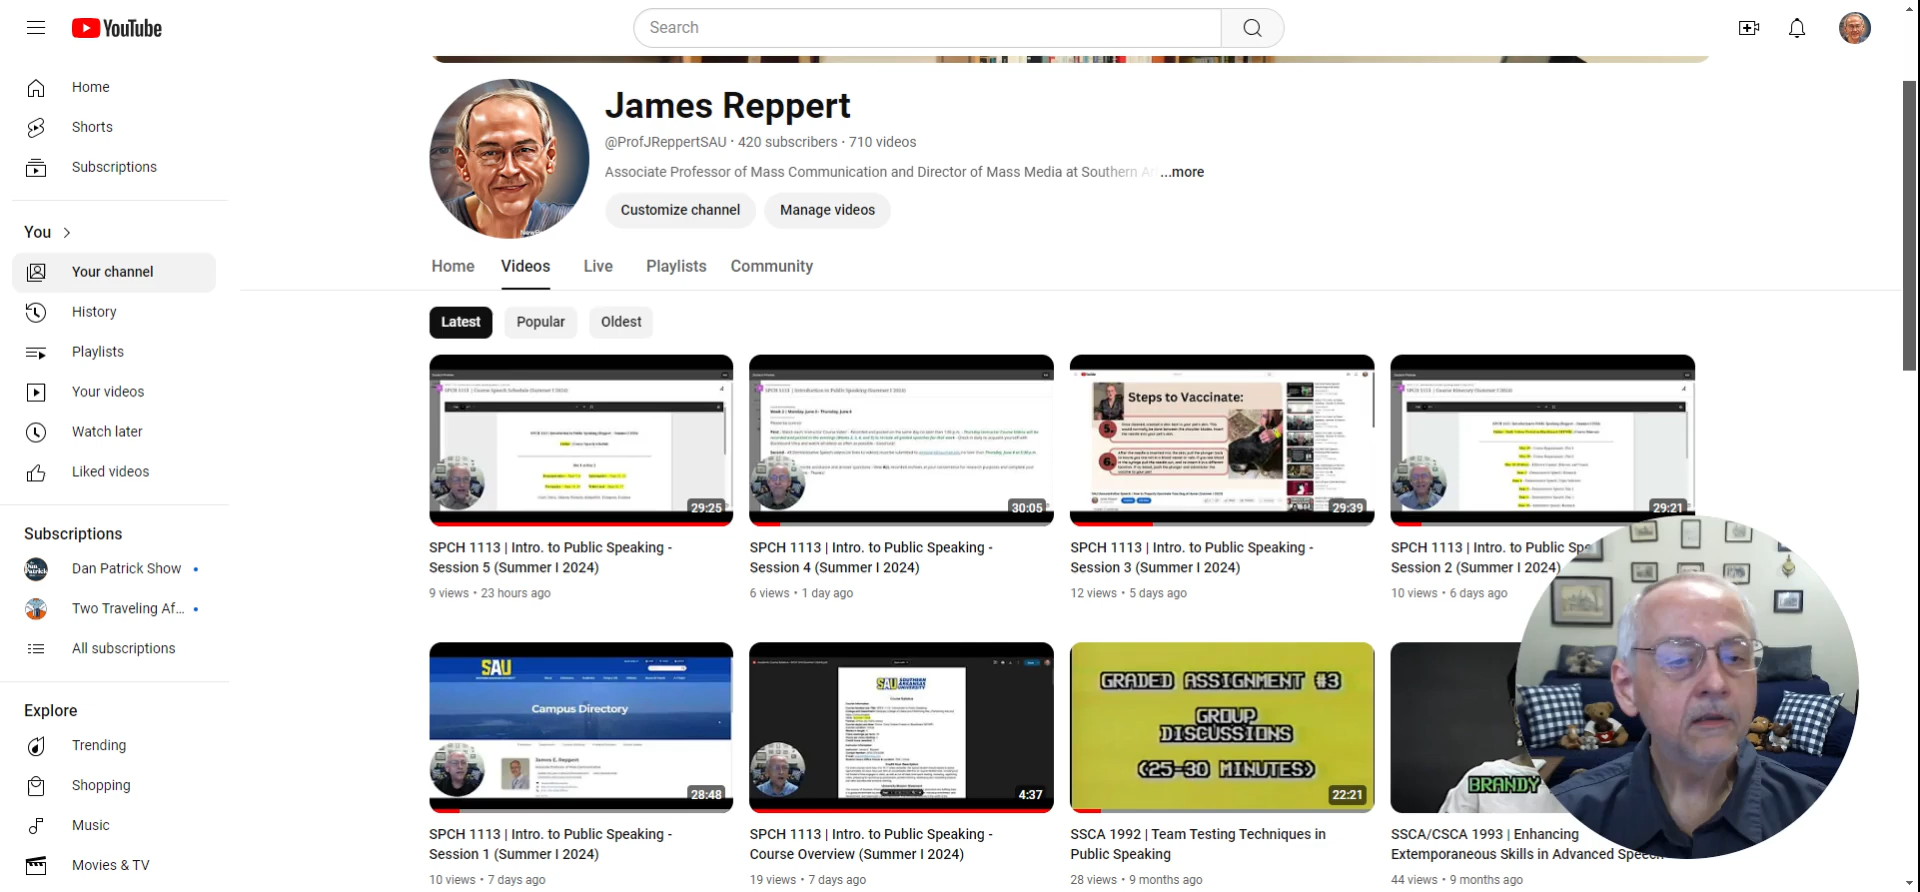 YouTube
Search
Home
Shorts
Subscriptions
You
Your channel
History
Playlists
Your videos
Watch later
Liked videos
Subscriptions
Dan Patrick Show
Two Traveling Af...
All subscriptions
Explore
Trending
Shopping
Music
Movies & TV
James Reppert
@ProfJReppertSAU • 420 subscribers • 710 videos
Associate Professor of Mass Communication and Director of Mass Media at Southern Ar ...more
Customize channel
Manage videos
Home Videos Live Playlists Community
Latest Popular Oldest
29:25
30:05
Steps to Vaccinate:
5.
6.
29:39
29:21
SPCH 1113 | Intro. to Public Speaking -
Session 5 (Summer I 2024)
9 views • 23 hours ago
SPCH 1113 | Intro. to Public Speaking -
Session 4 (Summer I 2024)
6 views • 1 day ago
SPCH 1113 | Intro. to Public Speaking -
Session 3 (Summer I 2024)
12 views • 5 days ago
SPCH 1113 | Intro. to Public Spe
Session 2 (Summer I 2024)
10 views • 6 days ago
SAU
Campus Directory
James E. Reppert
28:48
SAU SOUTHERN
ARKANSAS
UNIVERSITY
4:37
GRADED ASSIGNMENT #3
GROUP
DISCUSSIONS
(25-30 MINUTES)
22:21
BRANDY
SPCH 1113 | Intro. to Public Speaking -
Session 1 (Summer I 2024)
10 views • 7 days ago
SPCH 1113 | Intro. to Public Speaking -
Course Overview (Summer I 2024)
19 views • 7 days ago
SSCA 1992 | Team Testing Techniques in
Public Speaking
28 views • 9 months ago
SSCA/CSCA 1993 | Enhancing
Extemporaneous Skills in Advanced Speech
44 views • 9 months ago